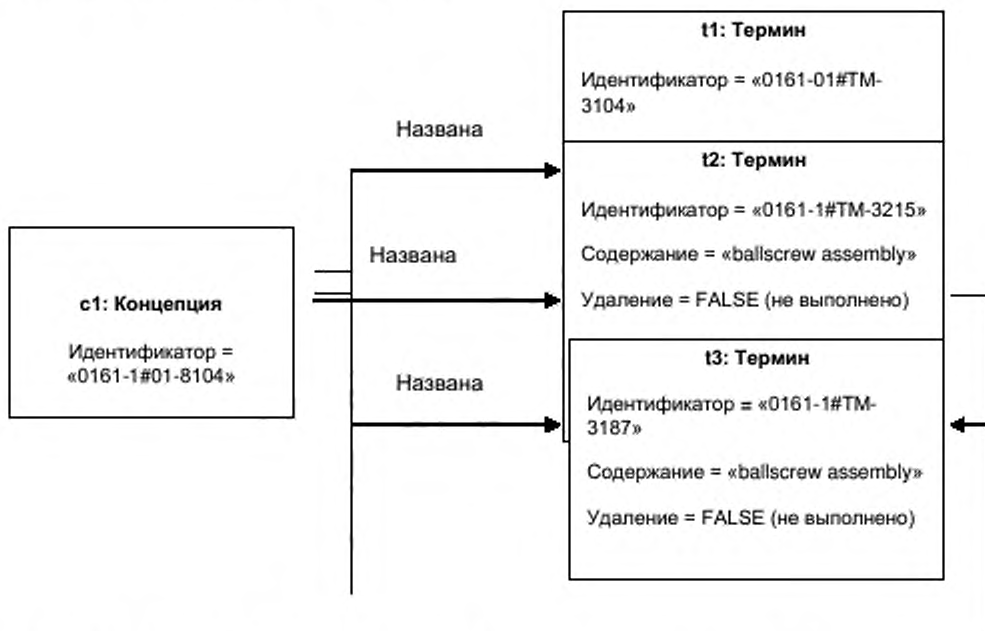 t1: Термин
Идентификатор = «0161-01#TM-
3104»
Названа
t2: Термин
Идентификатор = «0161-1#TM-3215»
Названа
Содержание = «ballscrew assembly»
Удаление = FALSE (не выполнено)
c1: Концепция
Идентификатор =
«0161-1#01-8104»
Названа
t3: Термин
Идентификатор = «0161-1#TM-
3187»
Содержание = «ballscrew assembly»
Удаление = FALSE (не выполнено)